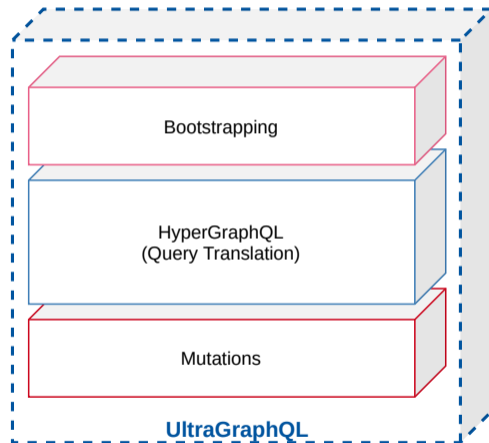 Bootstrapping
HyperGraphQL
(Query Translation)
Mutations
UltraGraphQL